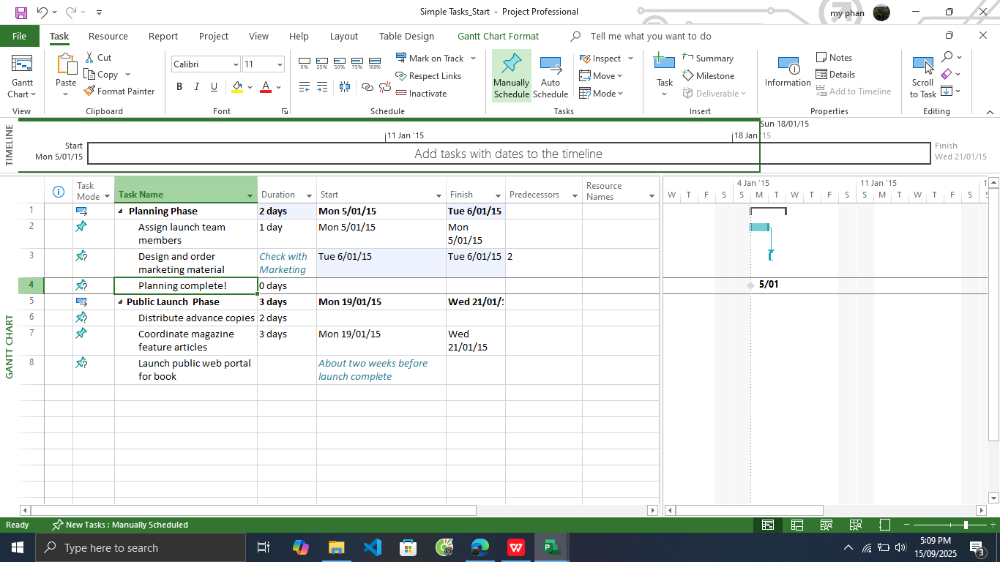 Simple Tasks_Start - Project Professional
my phan
File Task Resource Report Project View Help Layout Table Design Gantt Chart Format Tell me what you want to do
Gantt
Chart
View
Paste
Cut
Copy
Format Painter
Clipboard
Calibri 11
B I U A
Font
0% 25% 50% 75% 100%
Mark on Track
Respect Links
Inactivate
Schedule
Manually
Schedule
Auto
Schedule
Inspect
Move
Mode
Tasks
Task
Summary
Milestone
Deliverable
Insert
Information
Notes
Details
Add to Timeline
Properties
Scroll
to Task
Editing
TIMELINE
Sun 18/01/15
11 Jan '15 18 Jan '15
Start
Mon 5/01/15
Add tasks with dates to the timeline
Finish
Wed 21/01/15
GANTT CHART
Task
Mode
Task Name
Duration
Start
Finish
Predecessors
Resource
Names
4 Jan '15 11 Jan '15 1
W T F S S M T W T F S S M T W T F S S
1 Planning Phase 2 days Mon 5/01/15 Tue 6/01/15
2 Assign launch team
members
1 day Mon 5/01/15 Mon
5/01/15
3 Design and order
marketing material
Check with
Marketing
Tue 6/01/15 Tue 6/01/15 2
4 Planning complete! 0 days
5/01
5 Public Launch Phase 3 days Mon 19/01/15 Wed 21/01/1
6 Distribute advance copies 2 days
7 Coordinate magazine
feature articles
3 days Mon 19/01/15 Wed
21/01/15
8 Launch public web portal
for book
About two weeks before
launch complete
Ready New Tasks : Manually Scheduled
Type here to search
5:09 PM
15/09/2025
3